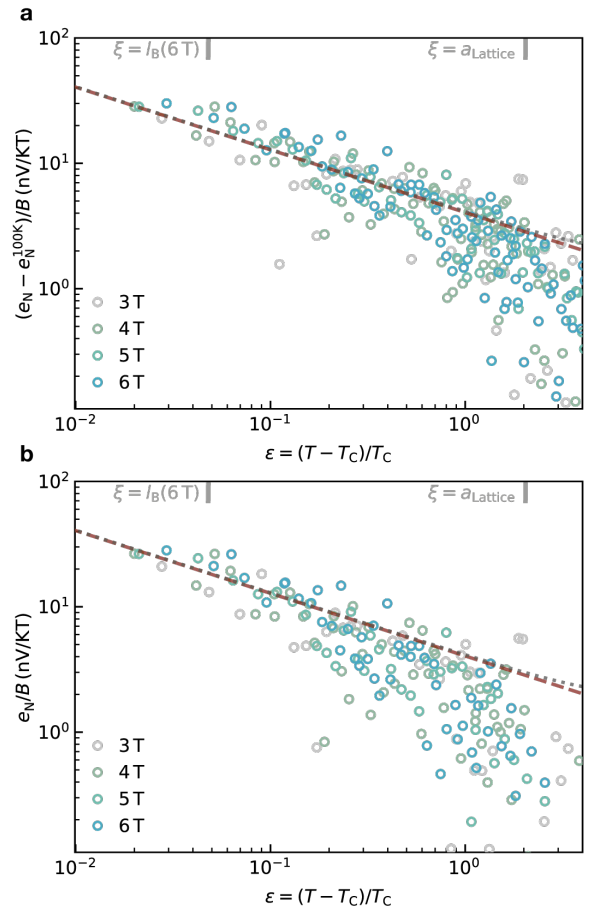 a
10²
ξ = l_B(6 T)
ξ = a_Lattice
10¹
10⁰
(e_N − e_N^100K)/B (nV/KT)
3 T
4 T
5 T
6 T
10⁻²
10⁻¹
10⁰
ε = (T − T_C)/T_C
b
10²
ξ = l_B(6 T)
ξ = a_Lattice
10¹
10⁰
e_N/B (nV/KT)
3 T
4 T
5 T
6 T
10⁻²
10⁻¹
10⁰
ε = (T − T_C)/T_C